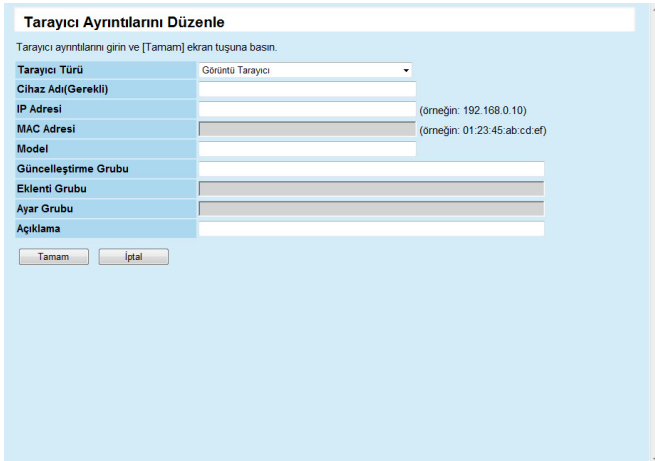 Tarayıcı Ayrıntılarını Düzenle
Tarayıcı ayrıntılarını girin ve [Tamam] ekran tuşuna basın.
Tarayıcı Türü Görüntü Tarayıcı
Cihaz Adı(Gerekli)
IP Adresi (örneğin: 192.168.0.10)
MAC Adresi (örneğin: 01:23:45:ab:cd:ef)
Model
Güncelleştirme Grubu
Eklenti Grubu
Ayar Grubu
Açıklama
Tamam İptal